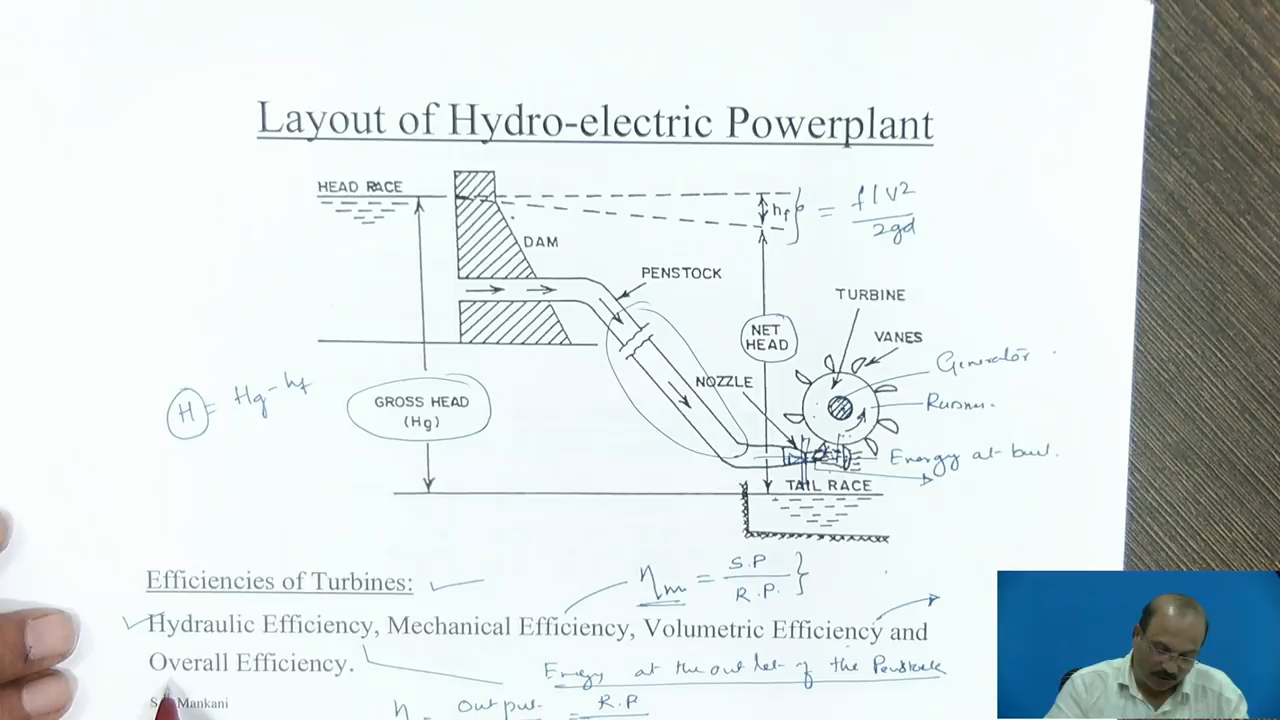 Layout of Hydro-electric Powerplant
HEAD RACE
hf } = flV²
2gd
DAM
PENSTOCK
TURBINE
NET
HEAD
VANES
Generator
NOZZLE
Runner.
H = Hg - hf
GROSS HEAD
(Hg)
Energy at
TAIL RACE
Efficiencies of Turbines:
ηm = S.P
R.P. }
Hydraulic Efficiency, Mechanical Efficiency, Volumetric Efficiency and
Overall Efficiency.
Energy at the outlet of the Penstock
Mankani
η = output
= R.P